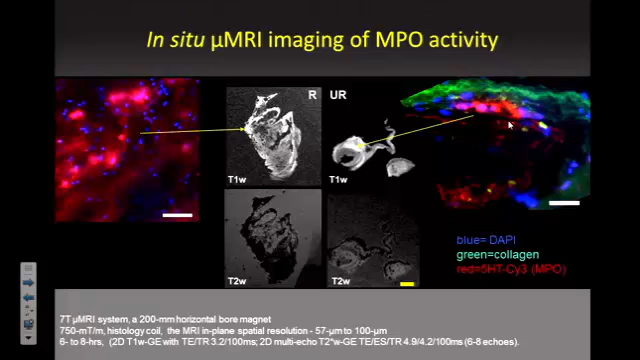 In situ µMRI imaging of MPO activity
R
UR
T1w
T1w
T2w
T2w
blue= DAPI
green=collagen
red=5HT-Cy3 (MPO)
7T µMRI system, a 200-mm horizontal bore magnet
750-mT/m, histology coil, the MRI in-plane spatial resolution - 57-µm to 100-µm
6- to 8-hrs, (2D T1w-GE with TE/TR 3.2/100ms; 2D multi-echo T2*w-GE TE/ES/TR 4.9/4.2/100ms (6-8 echoes).